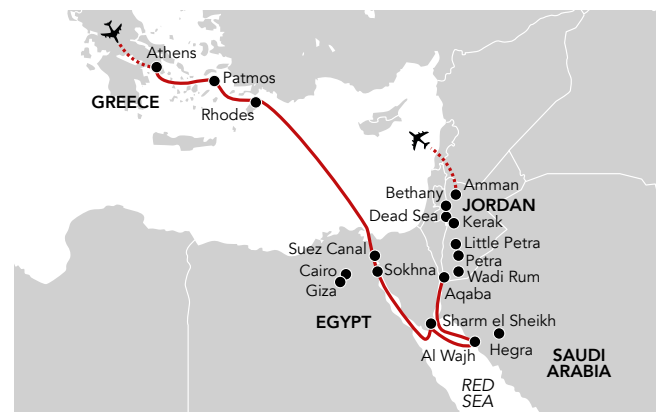 Athens
Patmos
GREECE
Rhodes
Amman
Bethany
JORDAN
Dead Sea
Kerak
Little Petra
Suez Canal
Petra
Cairo
Sokhna
Wadi Rum
Giza
Aqaba
EGYPT
Sharm el Sheikh
Al Wajh
Hegra
SAUDI
ARABIA
RED
SEA